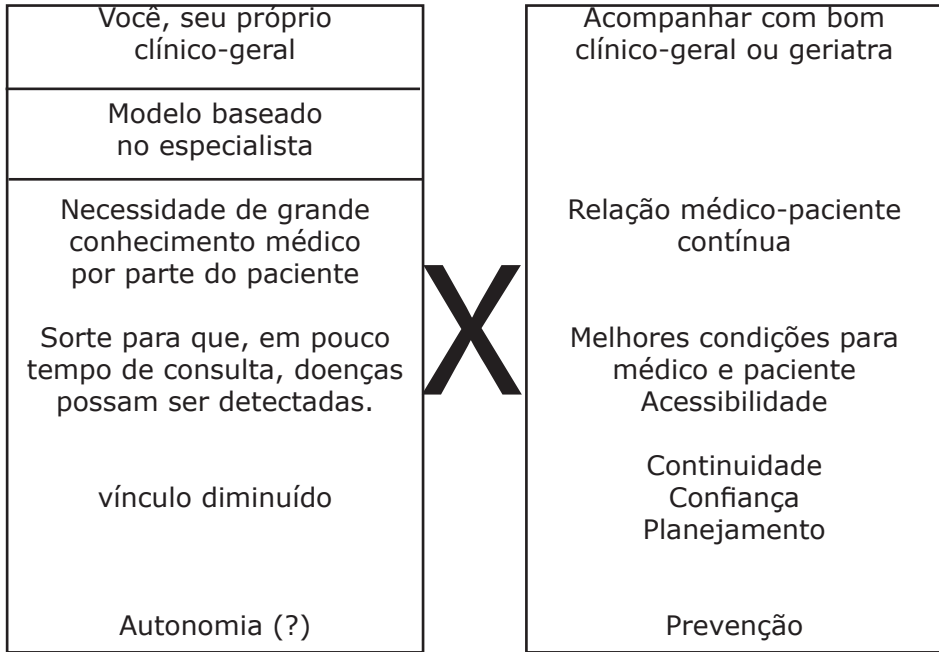 Você, seu próprio
clínico-geral
Modelo baseado
no especialista
Necessidade de grande
conhecimento médico
por parte do paciente
Sorte para que, em pouco
tempo de consulta, doenças
possam ser detectadas.
vínculo diminuído
Autonomia (?)
X
Acompanhar com bom
clínico-geral ou geriatra
Relação médico-paciente
contínua
Melhores condições para
médico e paciente
Acessibilidade
Continuidade
Confiança
Planejamento
Prevenção